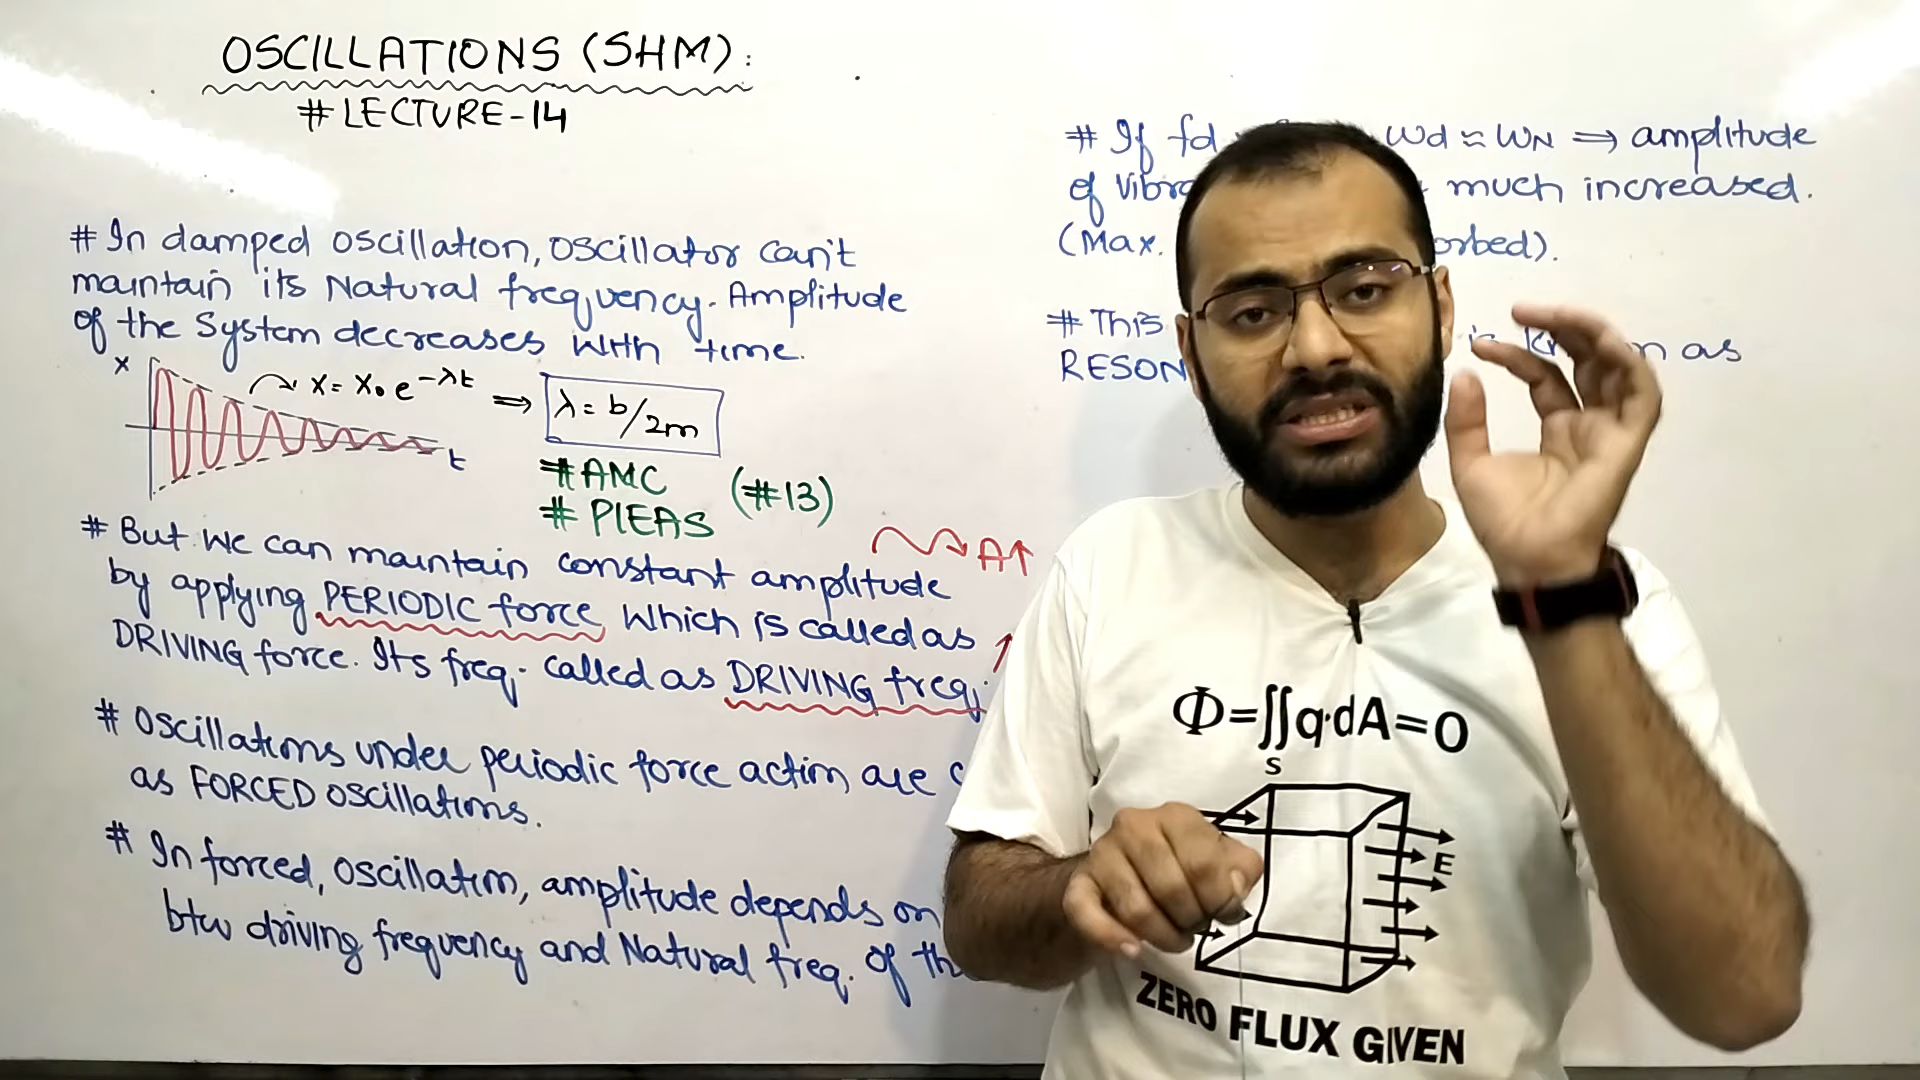 OSCILLATIONS (SHM):
#LECTURE-14
# In damped oscillation, oscillator can't
maintain its Natural frequency. Amplitude
of the System decreases with time.
x
x = x₀ e^-λt ⇒ λ = b/2m
t
#AMC
# PIEAS
(#13)
# But we can maintain constant amplitude
by applying PERIODIC force which is called as
DRIVING force. Its freq. called as DRIVING freq.
A↑
# Oscillations under periodic force action are
as FORCED oscillations.
# In forced, oscillation, amplitude depends on
btw driving frequency and Natural freq. of
# If fd ωd ≈ ωN ⇒ amplitude
of much increased.
(Max.
# This is as
Φ=∬q·dA=0
S
E
ZERO FLUX GIVEN